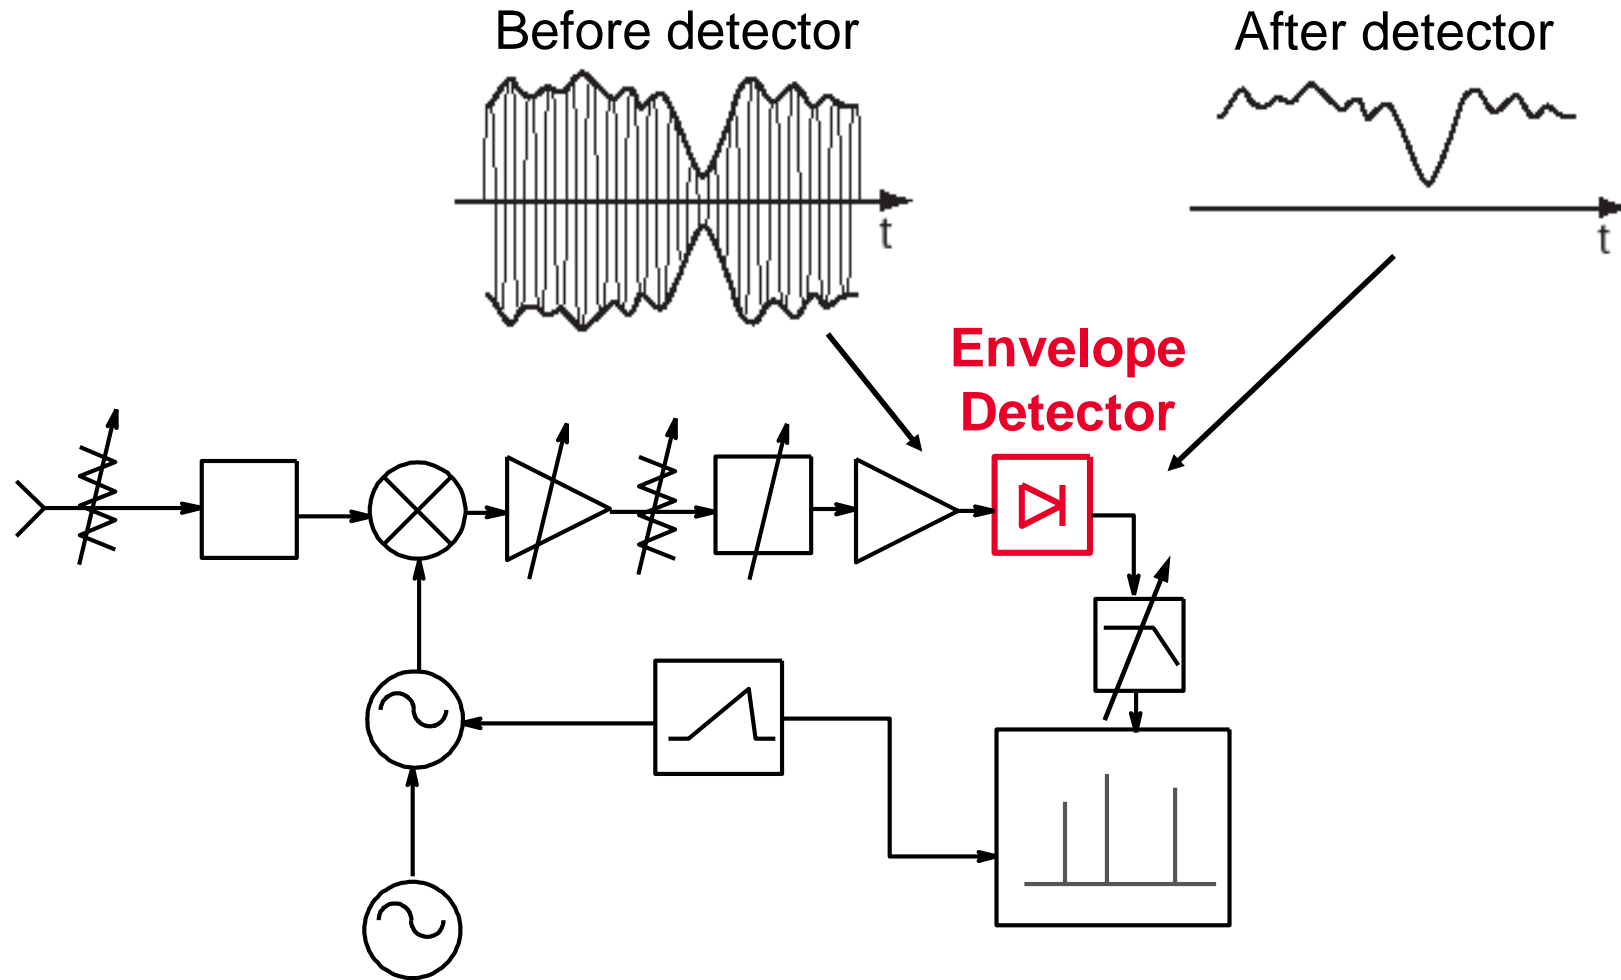 Before detector
After detector
t
t
Envelope
Detector